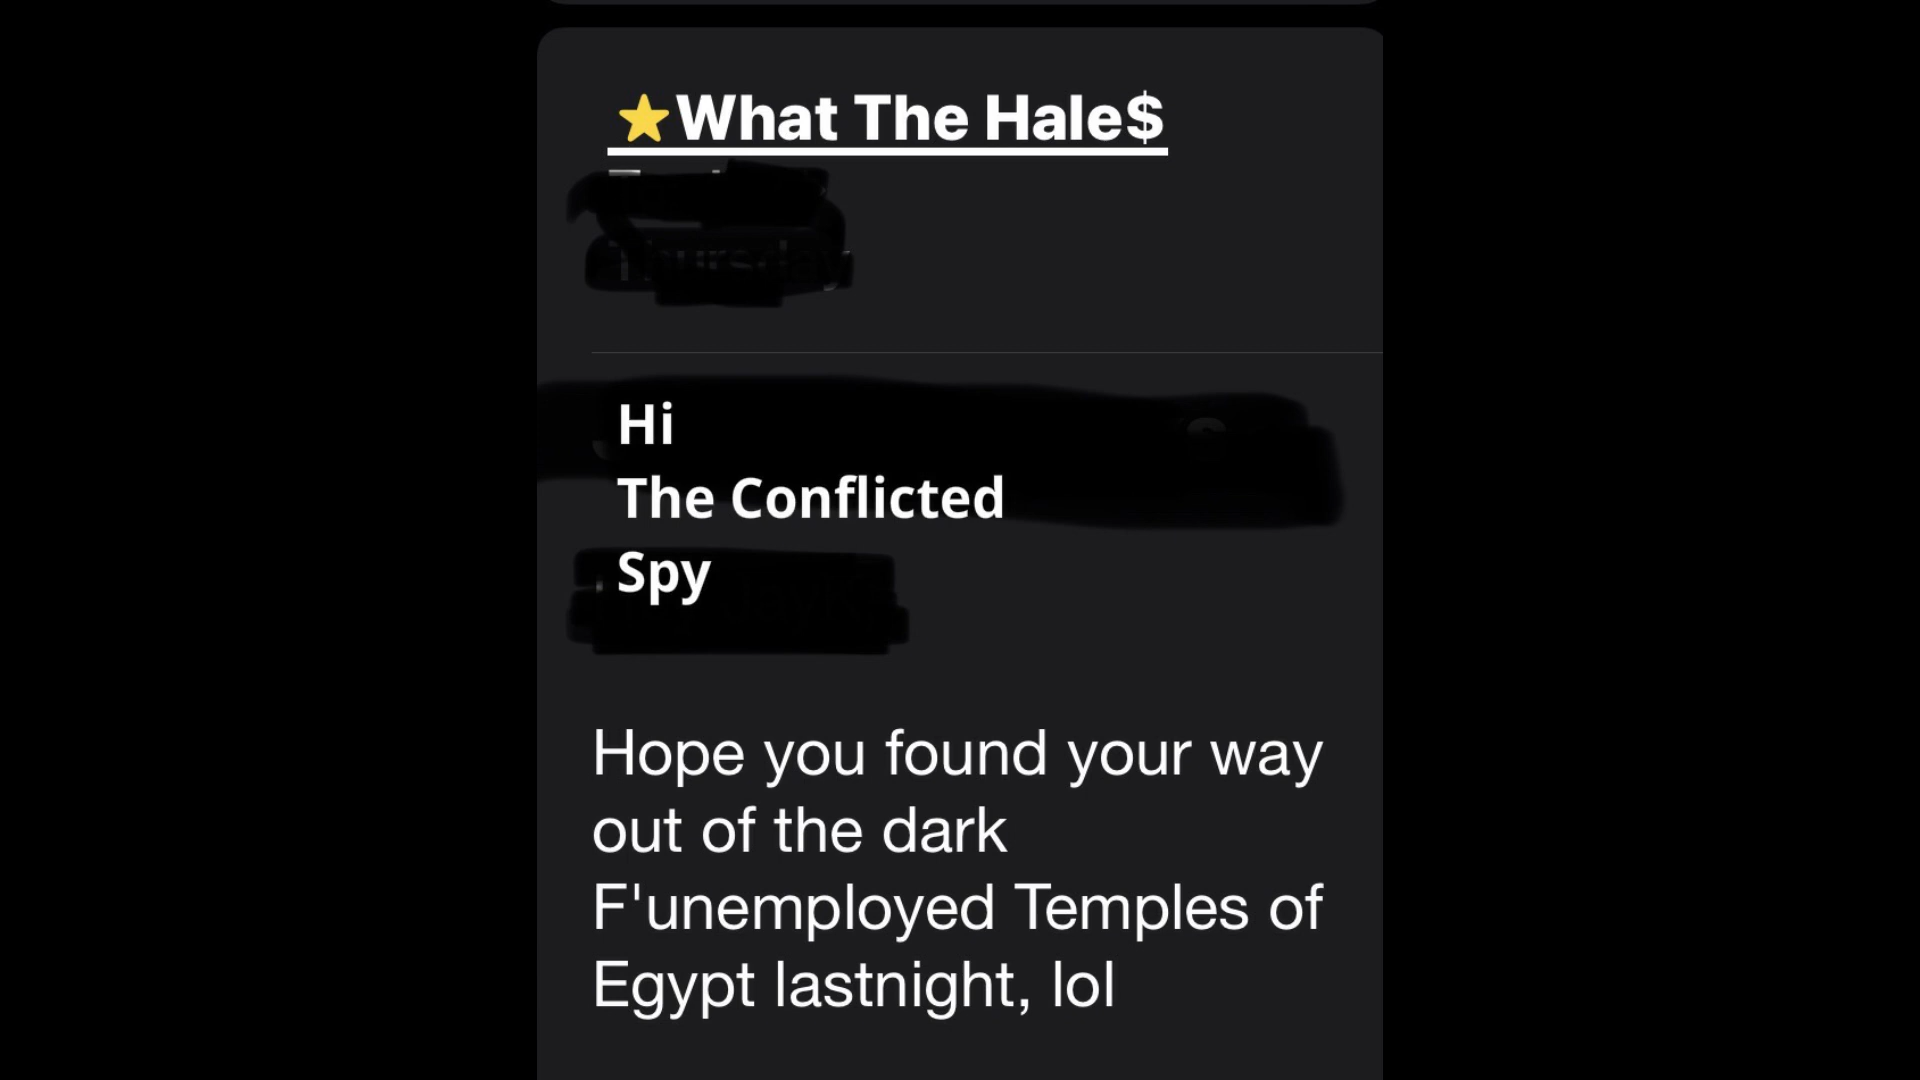 ⭐What The Hale$
Hi
The Conflicted
Spy
Hope you found your way
out of the dark
F'unemployed Temples of
Egypt lastnight, lol